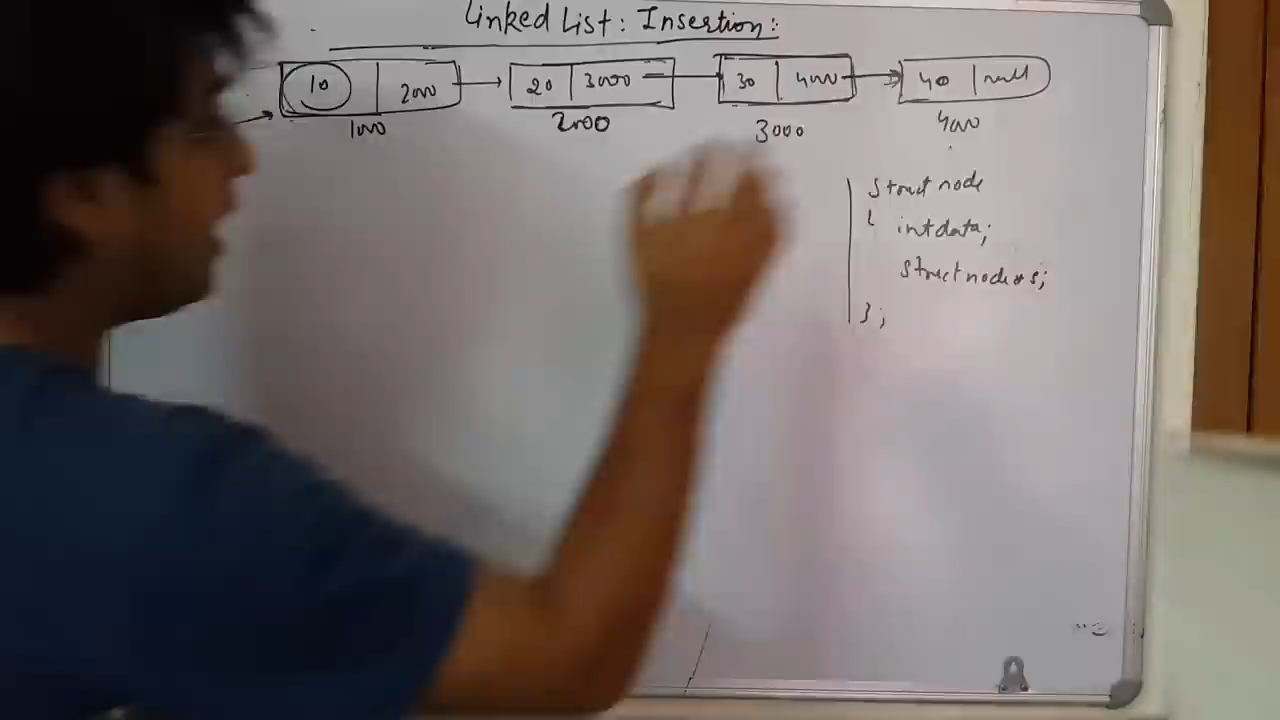 Linked List: Insertion:
10 2000 20 3000 30 4000 40 null
1000 2000 3000 4000
struct node
{ int data;
struct node * s;
};